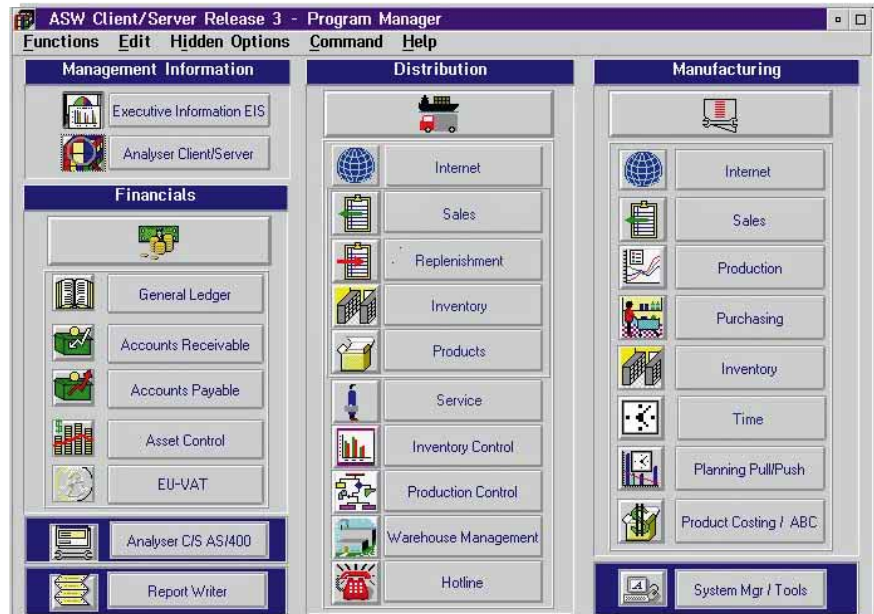 ASW Client/Server Release 3 - Program Manager
Functions Edit Hidden Options Command Help
Management Information
Executive Information EIS
Analyser Client/Server
Financials
General Ledger
Accounts Receivable
Accounts Payable
Asset Control
EU-VAT
Analyser C/S AS/400
Report Writer
Distribution
Internet
Sales
Replenishment
Inventory
Products
Service
Inventory Control
Production Control
Warehouse Management
Hotline
Manufacturing
Internet
Sales
Production
Purchasing
Inventory
Time
Planning Pull/Push
Product Costing / ABC
System Mgr / Tools